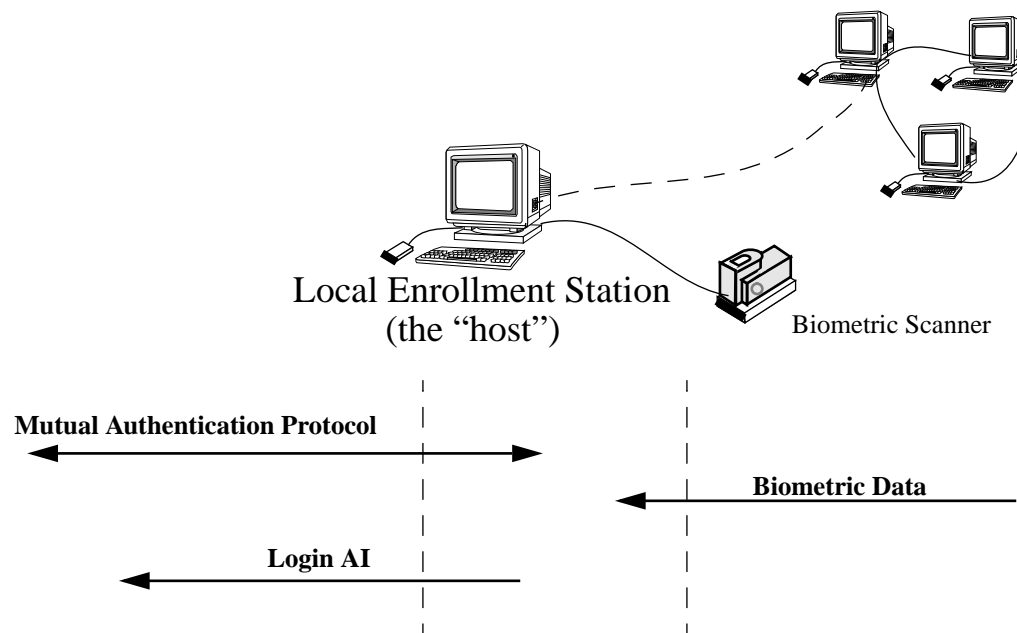 Local Enrollment Station
(the “host”)
Biometric Scanner
Mutual Authentication Protocol
Biometric Data
Login AI